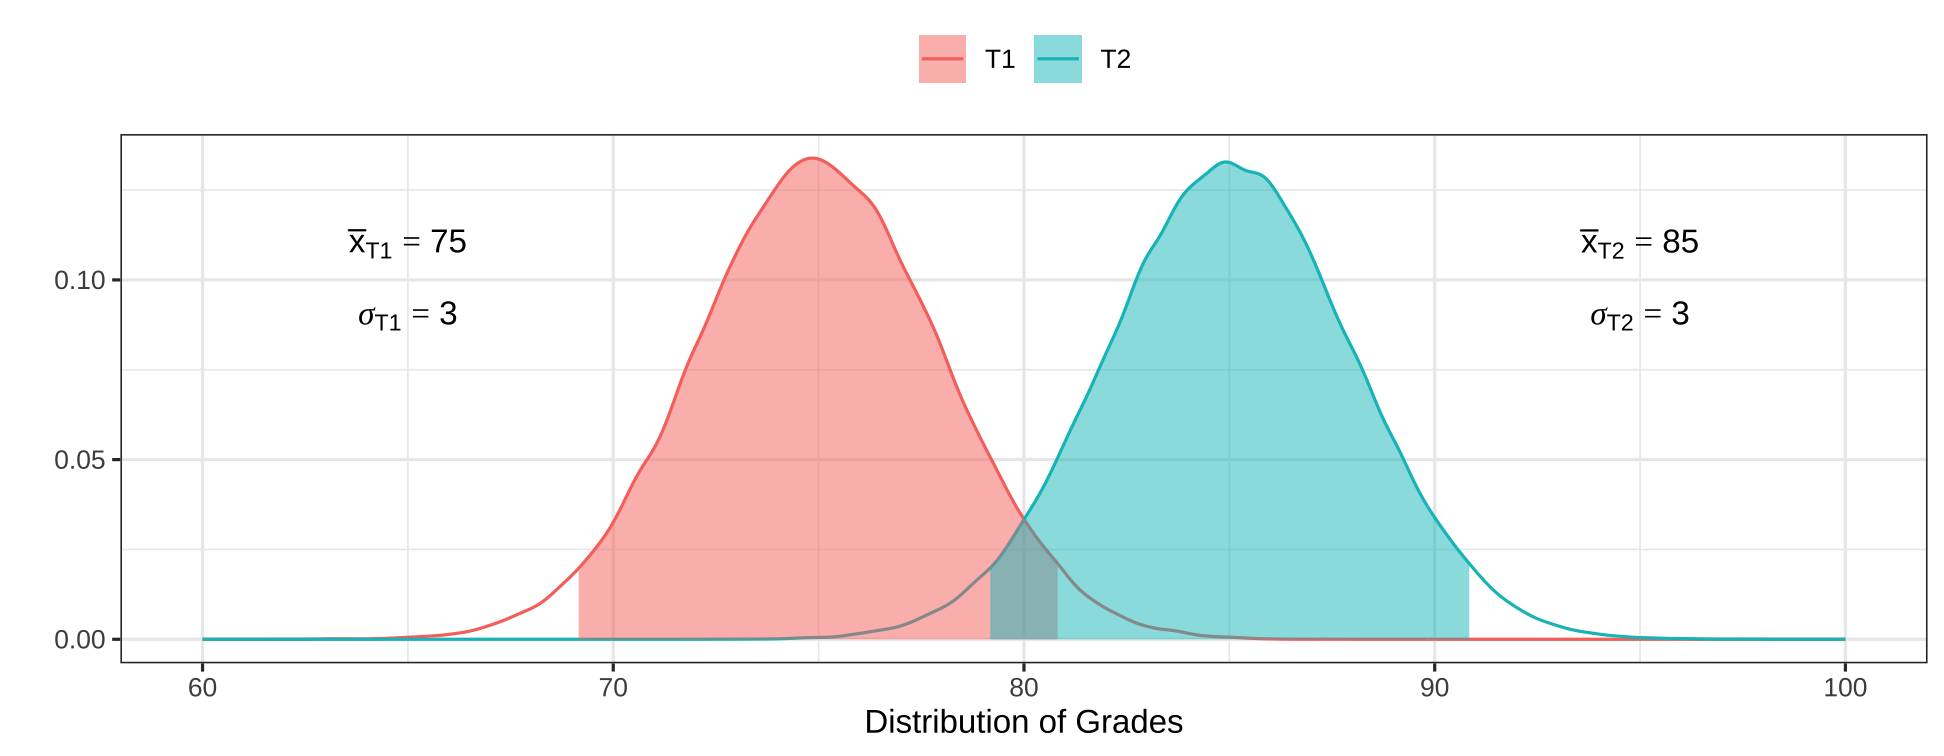 T1 T2
x̄T1 = 75
σT1 = 3
x̄T2 = 85
σT2 = 3
0.10
0.05
0.00
60 70 80 90 100
Distribution of Grades